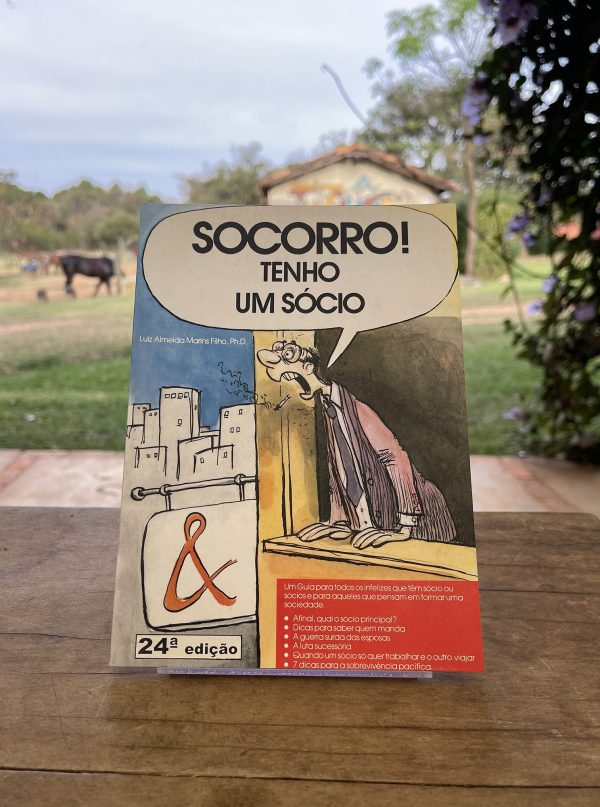 SOCORRO!
TENHO
UM SÓCIO
Luiz Almeida Marins Filho, Ph.D.
&
Um Guia para todos os infelizes que têm sócio ou
sócios e para aqueles que pensam em formar uma
sociedade.
• Afinal, qual o sócio principal?
• Dicas para saber quem manda
• A guerra surda das esposas
• A luta sucessória
• Quando um sócio só quer trabalhar e o outro viajar
• 7 dicas para a sobrevivência pacífica.
24ª edição